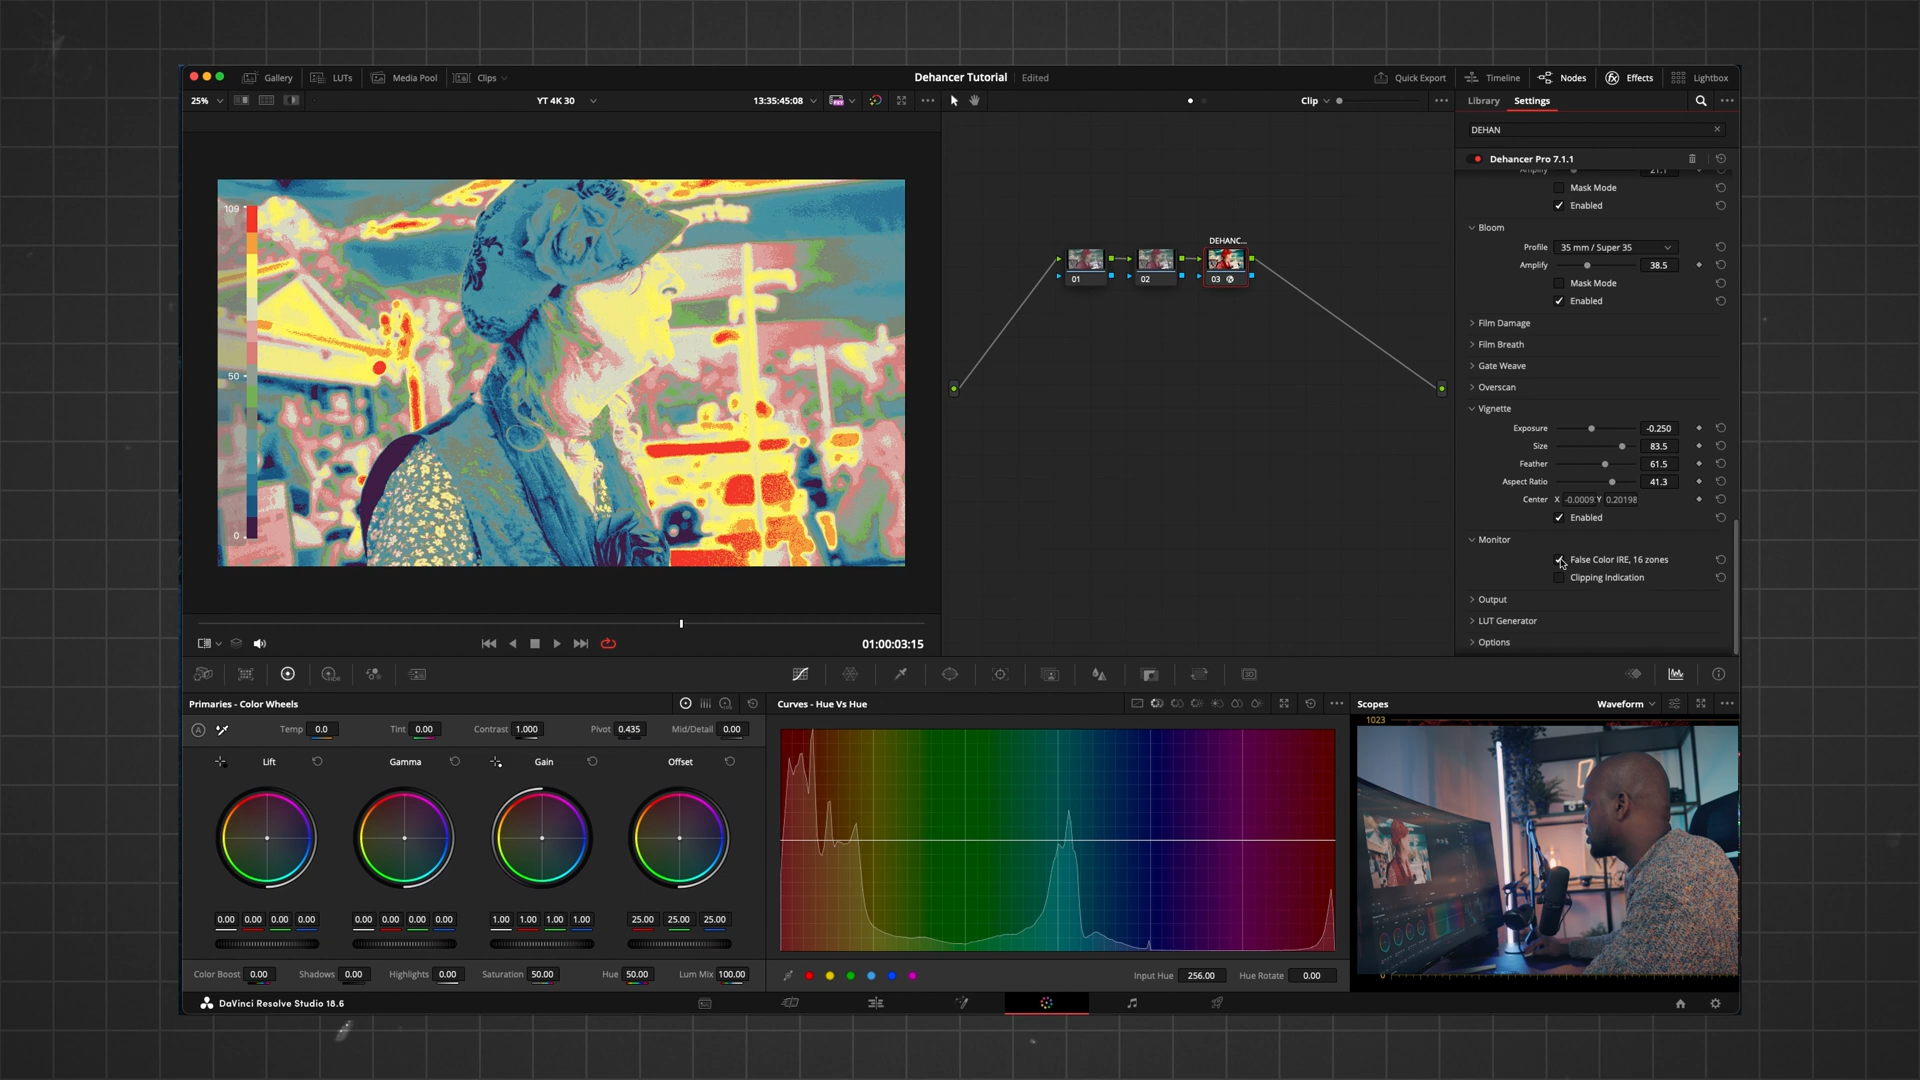 Gallery LUTs Media Pool Clips Dehancer Tutorial Edited Quick Export Timeline Nodes Effects Lightbox
25% YT 4K 30 13:35:45:08 Clip Library Settings
DEHAN
Dehancer Pro 7.1.1
Mask Mode
Enabled
Bloom
Profile 35 mm / Super 35
Amplify 38.5
Mask Mode
Enabled
Film Damage
Film Breath
Gate Weave
Overscan
Vignette
Exposure -0.250
Size 83.5
Feather 61.5
Aspect Ratio 41.3
Center X -0.0009 Y 0.20198
Enabled
Monitor
False Color IRE, 16 zones
Clipping Indication
Output
LUT Generator
Options
109
50
0
DEHANC...
01 02 03
01:00:03:15
Primaries - Color Wheels
Temp 0.0 Tint 0.00 Contrast 1.000 Pivot 0.435 Mid/Detail 0.00
Lift Gamma Gain Offset
0.00 0.00 0.00 0.00 0.00 0.00 0.00 0.00 1.00 1.00 1.00 1.00 25.00 25.00 25.00
Color Boost 0.00 Shadows 0.00 Highlights 0.00 Saturation 50.00 Hue 50.00 Lum Mix 100.00
Curves - Hue Vs Hue
Input Hue 256.00 Hue Rotate 0.00
Scopes Waveform
1023
0
DaVinci Resolve Studio 18.6